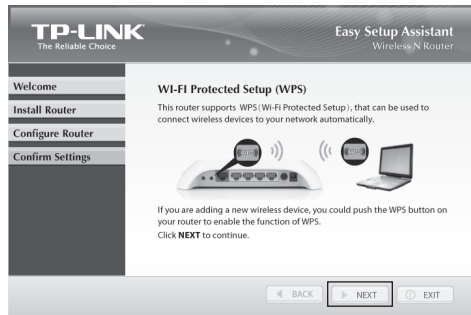 TP-LINK
The Reliable Choice
Easy Setup Assistant
Wireless N Router
Welcome
Install Router
Configure Router
Confirm Settings
WI-FI Protected Setup (WPS)
This router supports WPS(Wi-Fi Protected Setup), that can be used to
connect wireless devices to your network automatically.
If you are adding a new wireless device, you could push the WPS button on
your router to enable the function of WPS.
Click NEXT to continue.
BACK
NEXT
EXIT